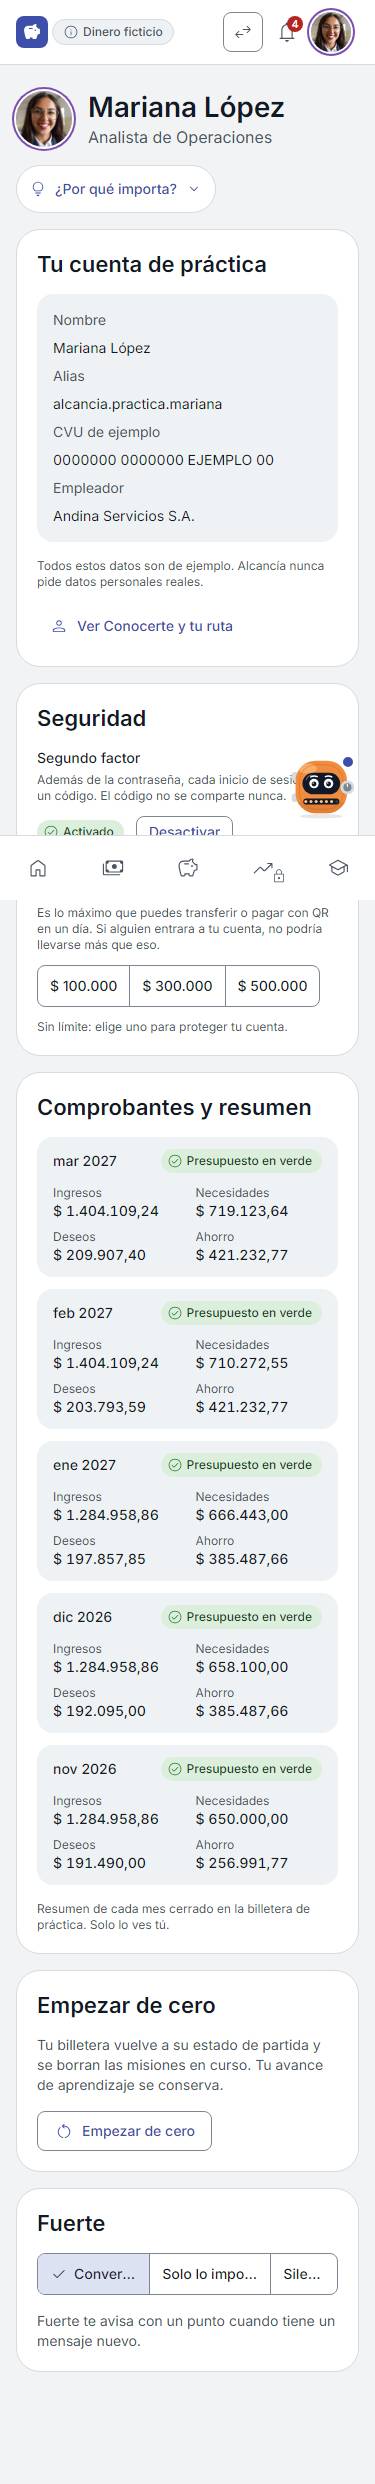 Dinero ficticio
4
Mariana López
Analista de Operaciones
¿Por qué importa?
Tu cuenta de práctica
Nombre
Mariana López
Alias
alcancia.practica.mariana
CVU de ejemplo
0000000 0000000 EJEMPLO 00
Empleador
Andina Servicios S.A.
Todos estos datos son de ejemplo. Alcancía nunca
pide datos personales reales.
Ver Conocerte y tu ruta
Seguridad
Segundo factor
Además de la contraseña, cada inicio de
un código. El código no se comparte nunca.
Activado
Desactivar
Es lo máximo que puedes transferir o pagar con QR
en un día. Si alguien entrara a tu cuenta, no podría
llevarse más que eso.
$ 100.000
$ 300.000
$ 500.000
Sin límite: elige uno para proteger tu cuenta.
Comprobantes y resumen
mar 2027
Presupuesto en verde
Ingresos
Necesidades
$ 1.404.109,24
$ 719.123,64
Deseos
Ahorro
$ 209.907,40
$ 421.232,77
feb 2027
Presupuesto en verde
Ingresos
Necesidades
$ 1.404.109,24
$ 710.272,55
Deseos
Ahorro
$ 203.793,59
$ 421.232,77
ene 2027
Presupuesto en verde
Ingresos
Necesidades
$ 1.284.958,86
$ 666.443,00
Deseos
Ahorro
$ 197.857,85
$ 385.487,66
dic 2026
Presupuesto en verde
Ingresos
Necesidades
$ 1.284.958,86
$ 658.100,00
Deseos
Ahorro
$ 192.095,00
$ 385.487,66
nov 2026
Presupuesto en verde
Ingresos
Necesidades
$ 1.284.958,86
$ 650.000,00
Deseos
Ahorro
$ 191.490,00
$ 256.991,77
Resumen de cada mes cerrado en la billetera de
práctica. Solo lo ves tú.
Empezar de cero
Tu billetera vuelve a su estado de partida y
se borran las misiones en curso. Tu avance
de aprendizaje se conserva.
Empezar de cero
Fuerte
Conver...
Solo lo impo...
Sile...
Fuerte te avisa con un punto cuando tiene un
mensaje nuevo.